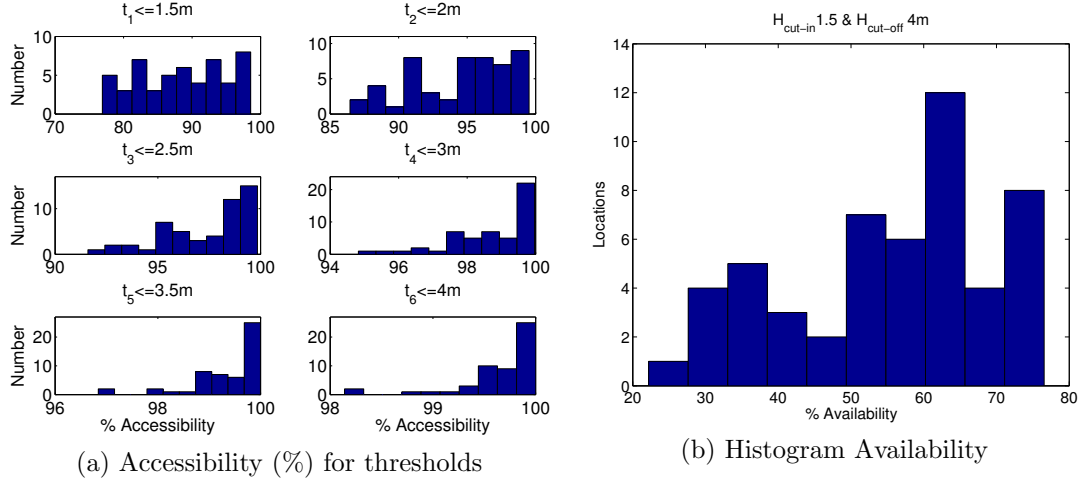 t1<=1.5m
10
5
0
70 80 90 100
Number
t2<=2m
10
5
0
85 90 95 100
t3<=2.5m
10
0
90 95 100
Number
t4<=3m
20
10
0
94 96 98 100
t5<=3.5m
20
10
0
96 98 100
Number
% Accessibility
t6<=4m
20
10
0
98 99 100
% Accessibility
(a) Accessibility (%) for thresholds
Hcut-in 1.5 & Hcut-off 4m
14
12
10
8
6
4
2
0
Locations
20 30 40 50 60 70 80
% Availability
(b) Histogram Availability